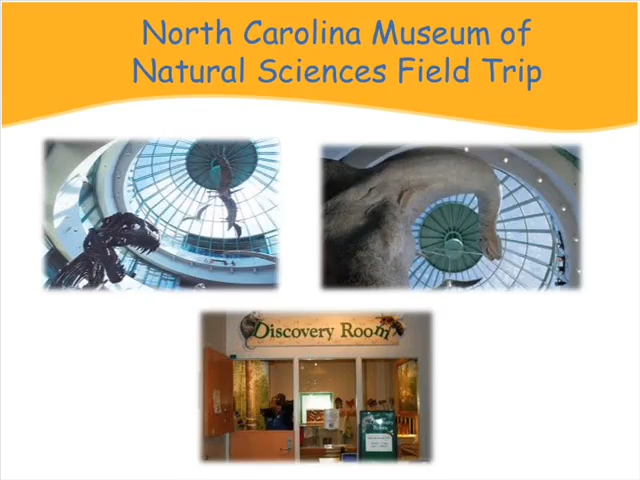 North Carolina Museum of
Natural Sciences Field Trip
Discovery Room